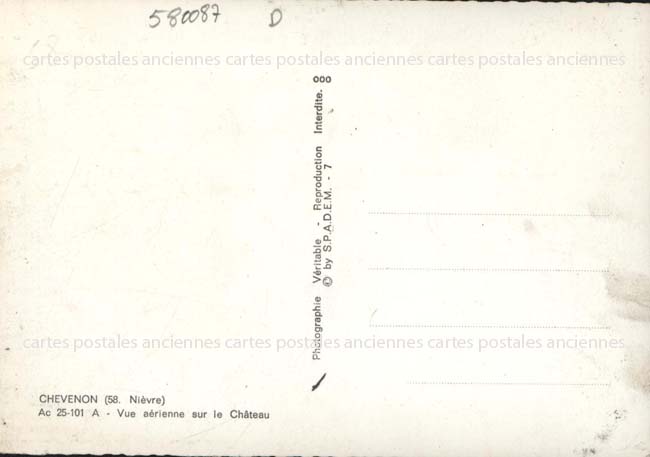 580087 D
cartes postales anciennes cartes postales anciennes cartes postales anciennes
Photographie Véritable - Reproduction Interdite. 000
© by S.P.A.D.E.M. - 7
cartes postales anciennes cartes postales anciennes cartes postales anciennes
CHEVENON (58. Nièvre)
Ac 25-101 A - Vue aérienne sur le Château